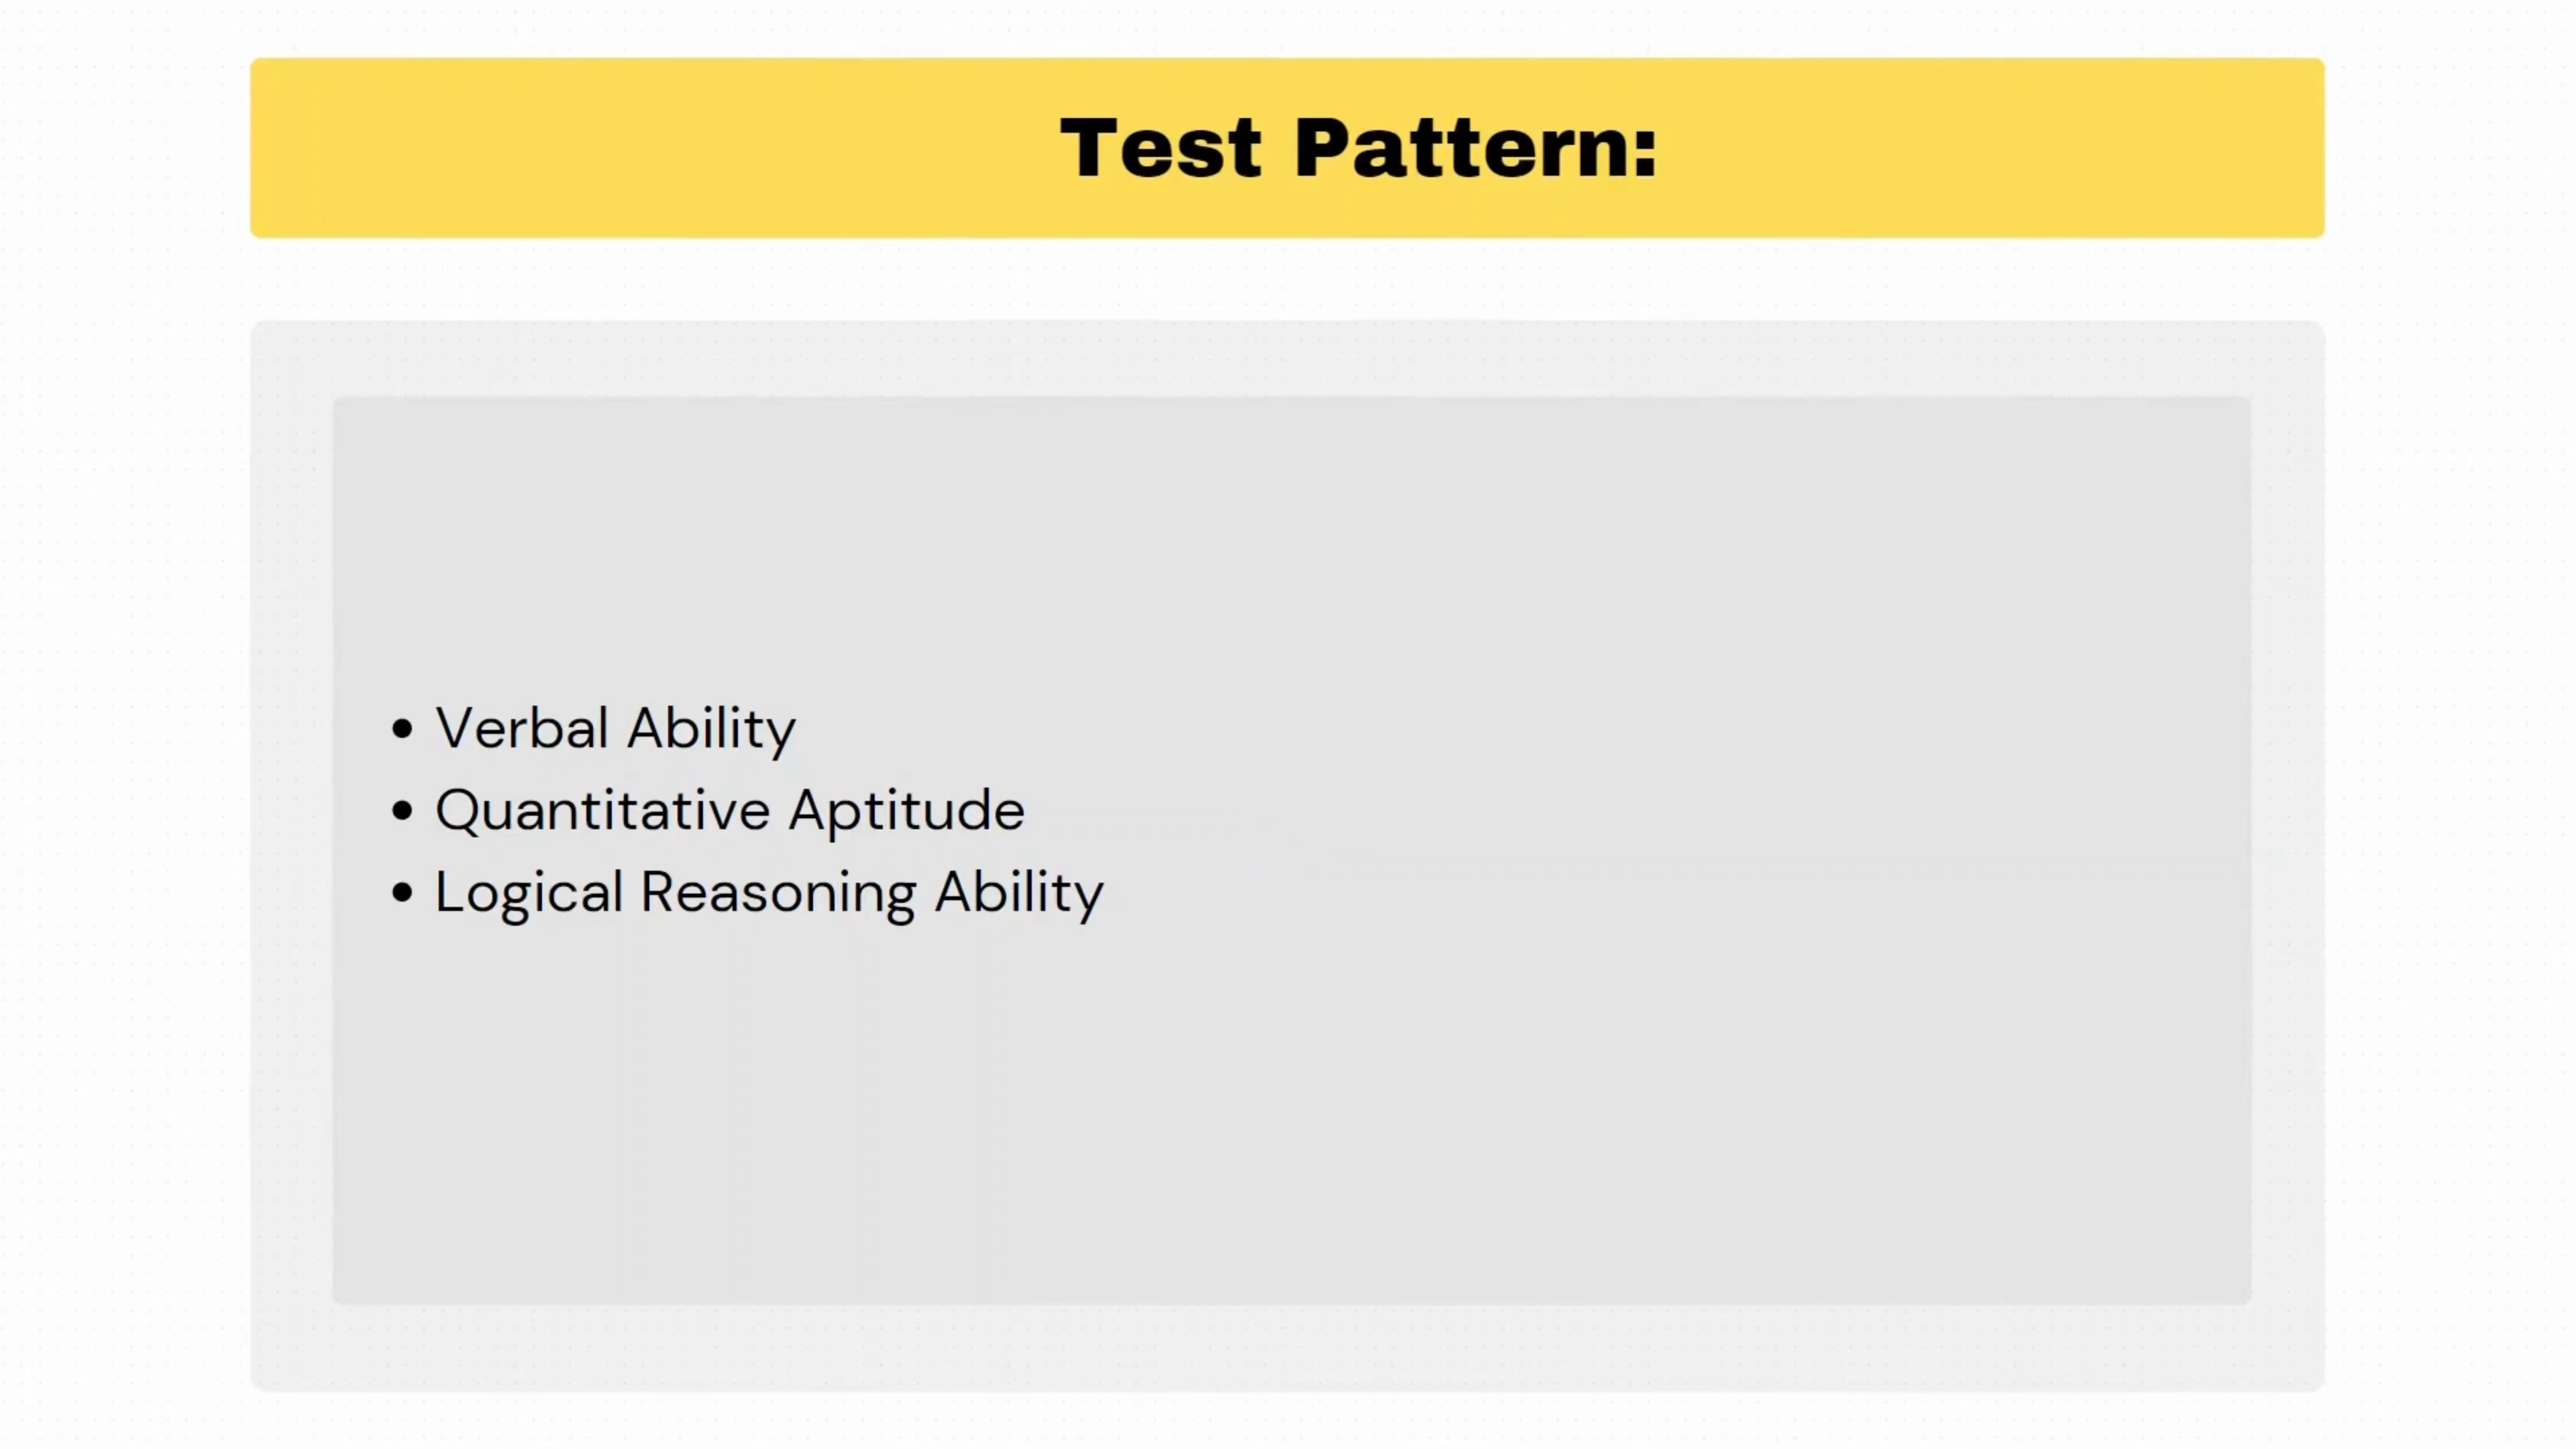 Test Pattern:
• Verbal Ability
• Quantitative Aptitude
• Logical Reasoning Ability